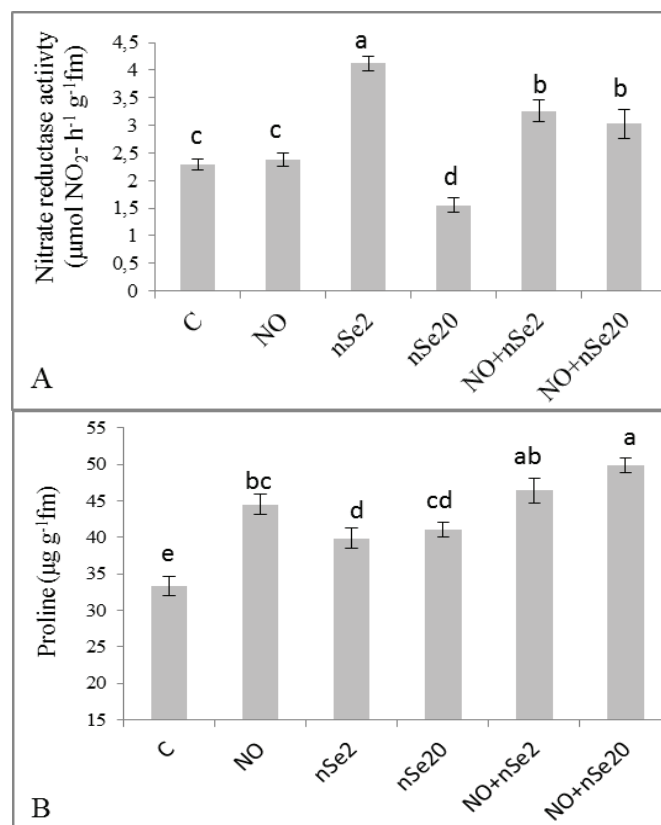 Nitrate reductase actiivty
(µmol NO₂- h⁻¹ g⁻¹fm)
4,5
4
3,5
3
2,5
2
1,5
1
0,5
0
c
c
a
d
b
b
C
NO
nSe2
nSe20
NO+nSe2
NO+nSe20
A
Proline (µg g⁻¹fm)
55
50
45
40
35
30
25
20
15
e
bc
d
cd
ab
a
C
NO
nSe2
nSe20
NO+nSe2
NO+nSe20
B